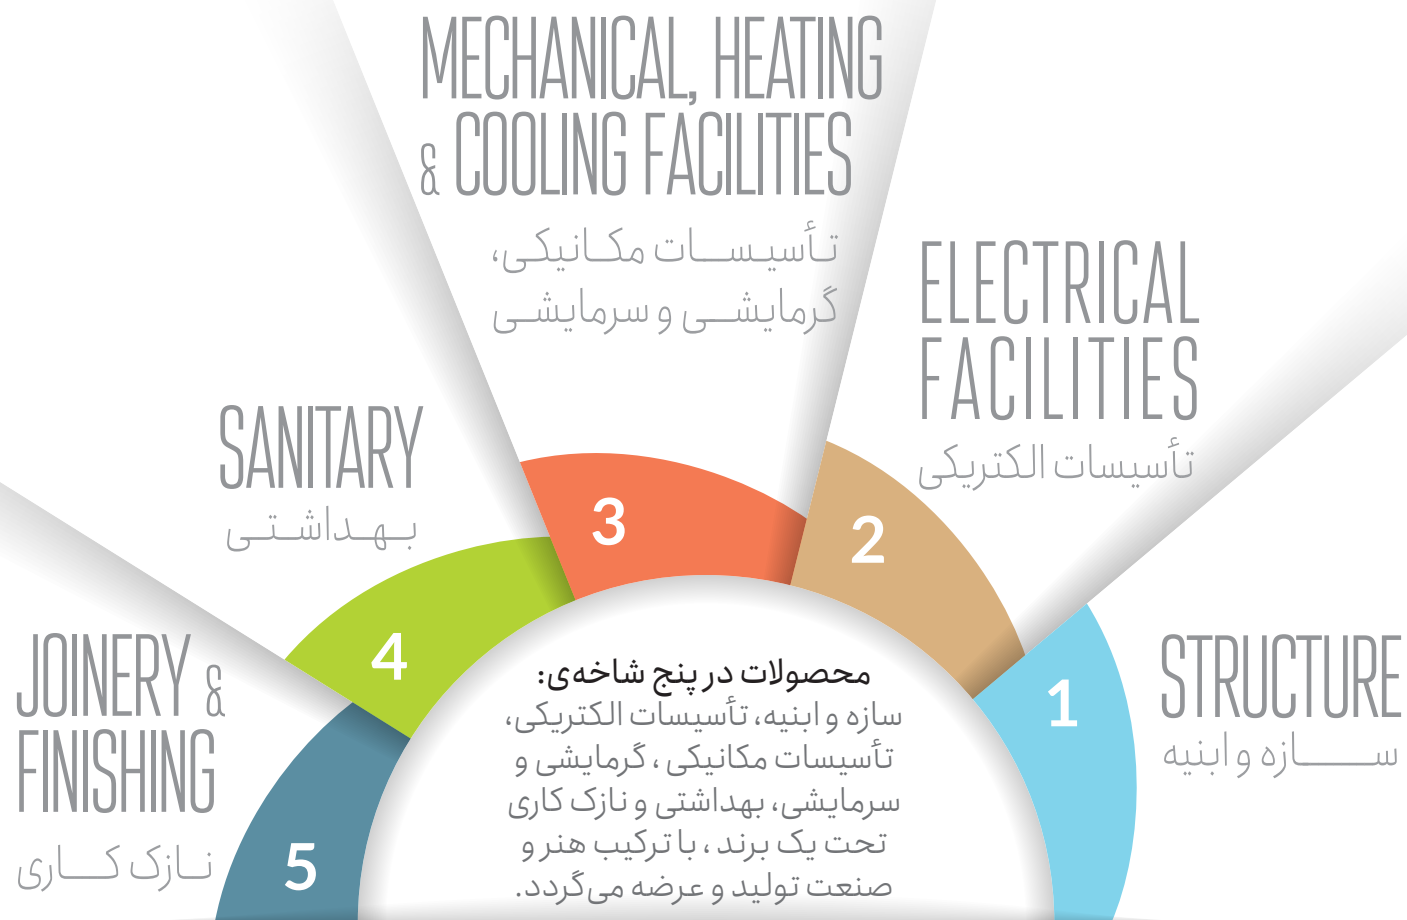 MECHANICAL, HEATING
& COOLING FACILITIES
تأسیسات مکانیکی،
گرمایشی و سرمایشی
ELECTRICAL
FACILITIES
تأسیسات الکتریکی
SANITARY
بهداشتی
STRUCTURE
سازه و ابنیه
JOINERY &
FINISHING
نازک کاری
3
2
4
1
5
محصولات در پنج شاخه‌ی:
سازه و ابنیه، تأسیسات الکتریکی،
تأسیسات مکانیکی ، گرمایشی و
سرمایشی، بهداشتی و نازک کاری
تحت یک برند ، با ترکیب هنر و
صنعت تولید و عرضه می‌گردد.